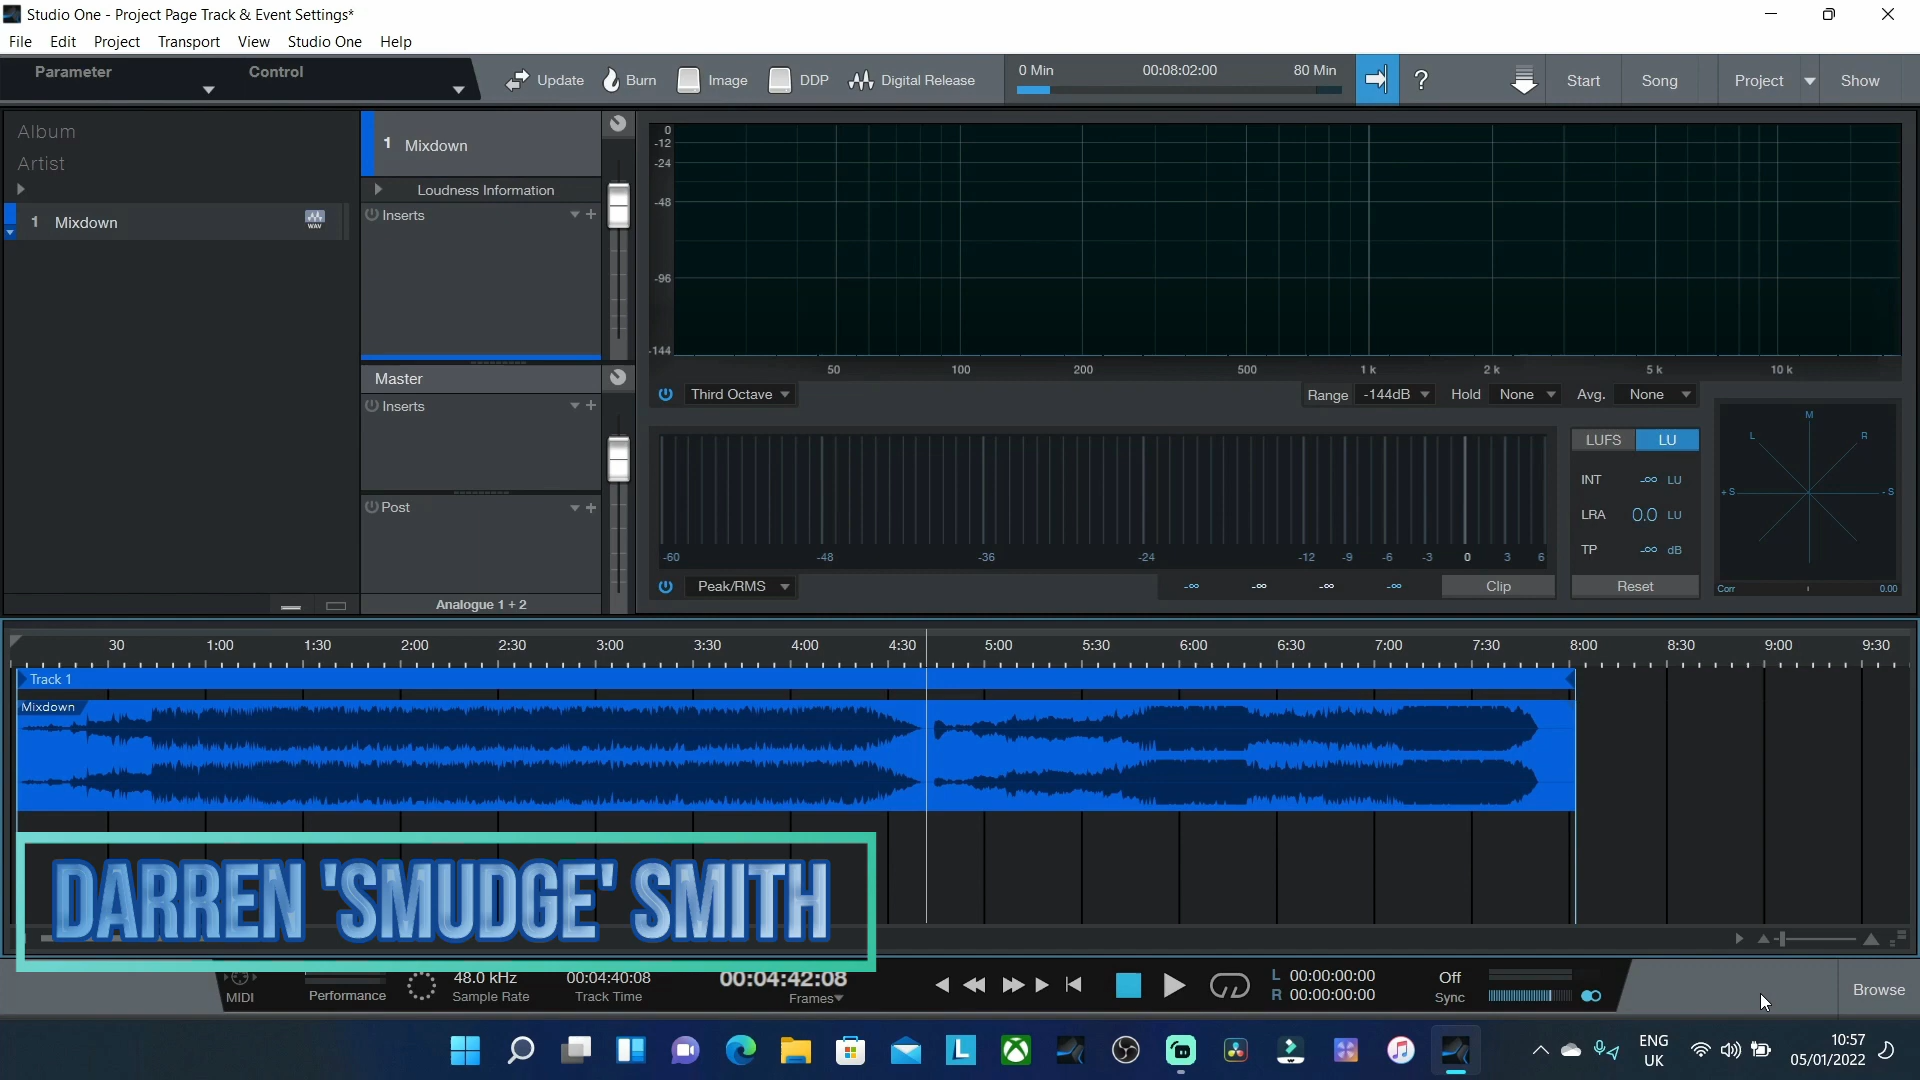 Studio One - Project Page Track & Event Settings*
File Edit Project Transport View Studio One Help
Parameter Control
Update Burn Image DDP Digital Release
0 Min 00:08:02:00 80 Min
? Start Song Project Show
Album
Artist
1 Mixdown WAV
1 Mixdown
Loudness Information
Inserts
Master
Inserts
Post
Analogue 1 + 2
0
-12
-24
-48
-96
-144
50 100 200 500 1k 2k 5k 10k
Third Octave Range -144dB Hold None Avg. None
-60 -48 -36 -24 -12 -9 -6 -3 0 3 6
Peak/RMS -∞ -∞ -∞ -∞ Clip
LUFS LU
INT -∞ LU
LRA 0.0 LU
TP -∞ dB
Reset
M
L R
+S -S
Corr 0.00
30 1:00 1:30 2:00 2:30 3:00 3:30 4:00 4:30 5:00 5:30 6:00 6:30 7:00 7:30 8:00 8:30 9:00 9:30
Track 1
Mixdown
DARREN 'SMUDGE' SMITH
MIDI
Performance
48.0 kHz
Sample Rate
00:04:40:08
Track Time
00:04:42:08
Frames
L 00:00:00:00
R 00:00:00:00
Off
Sync
Browse
ENG
UK
10:57
05/01/2022